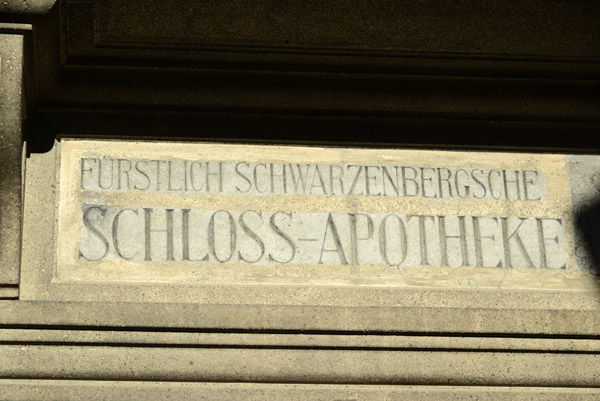 FÜRSTLICH SCHWARZENBERGSCHE
SCHLOSS-APOTHEKE